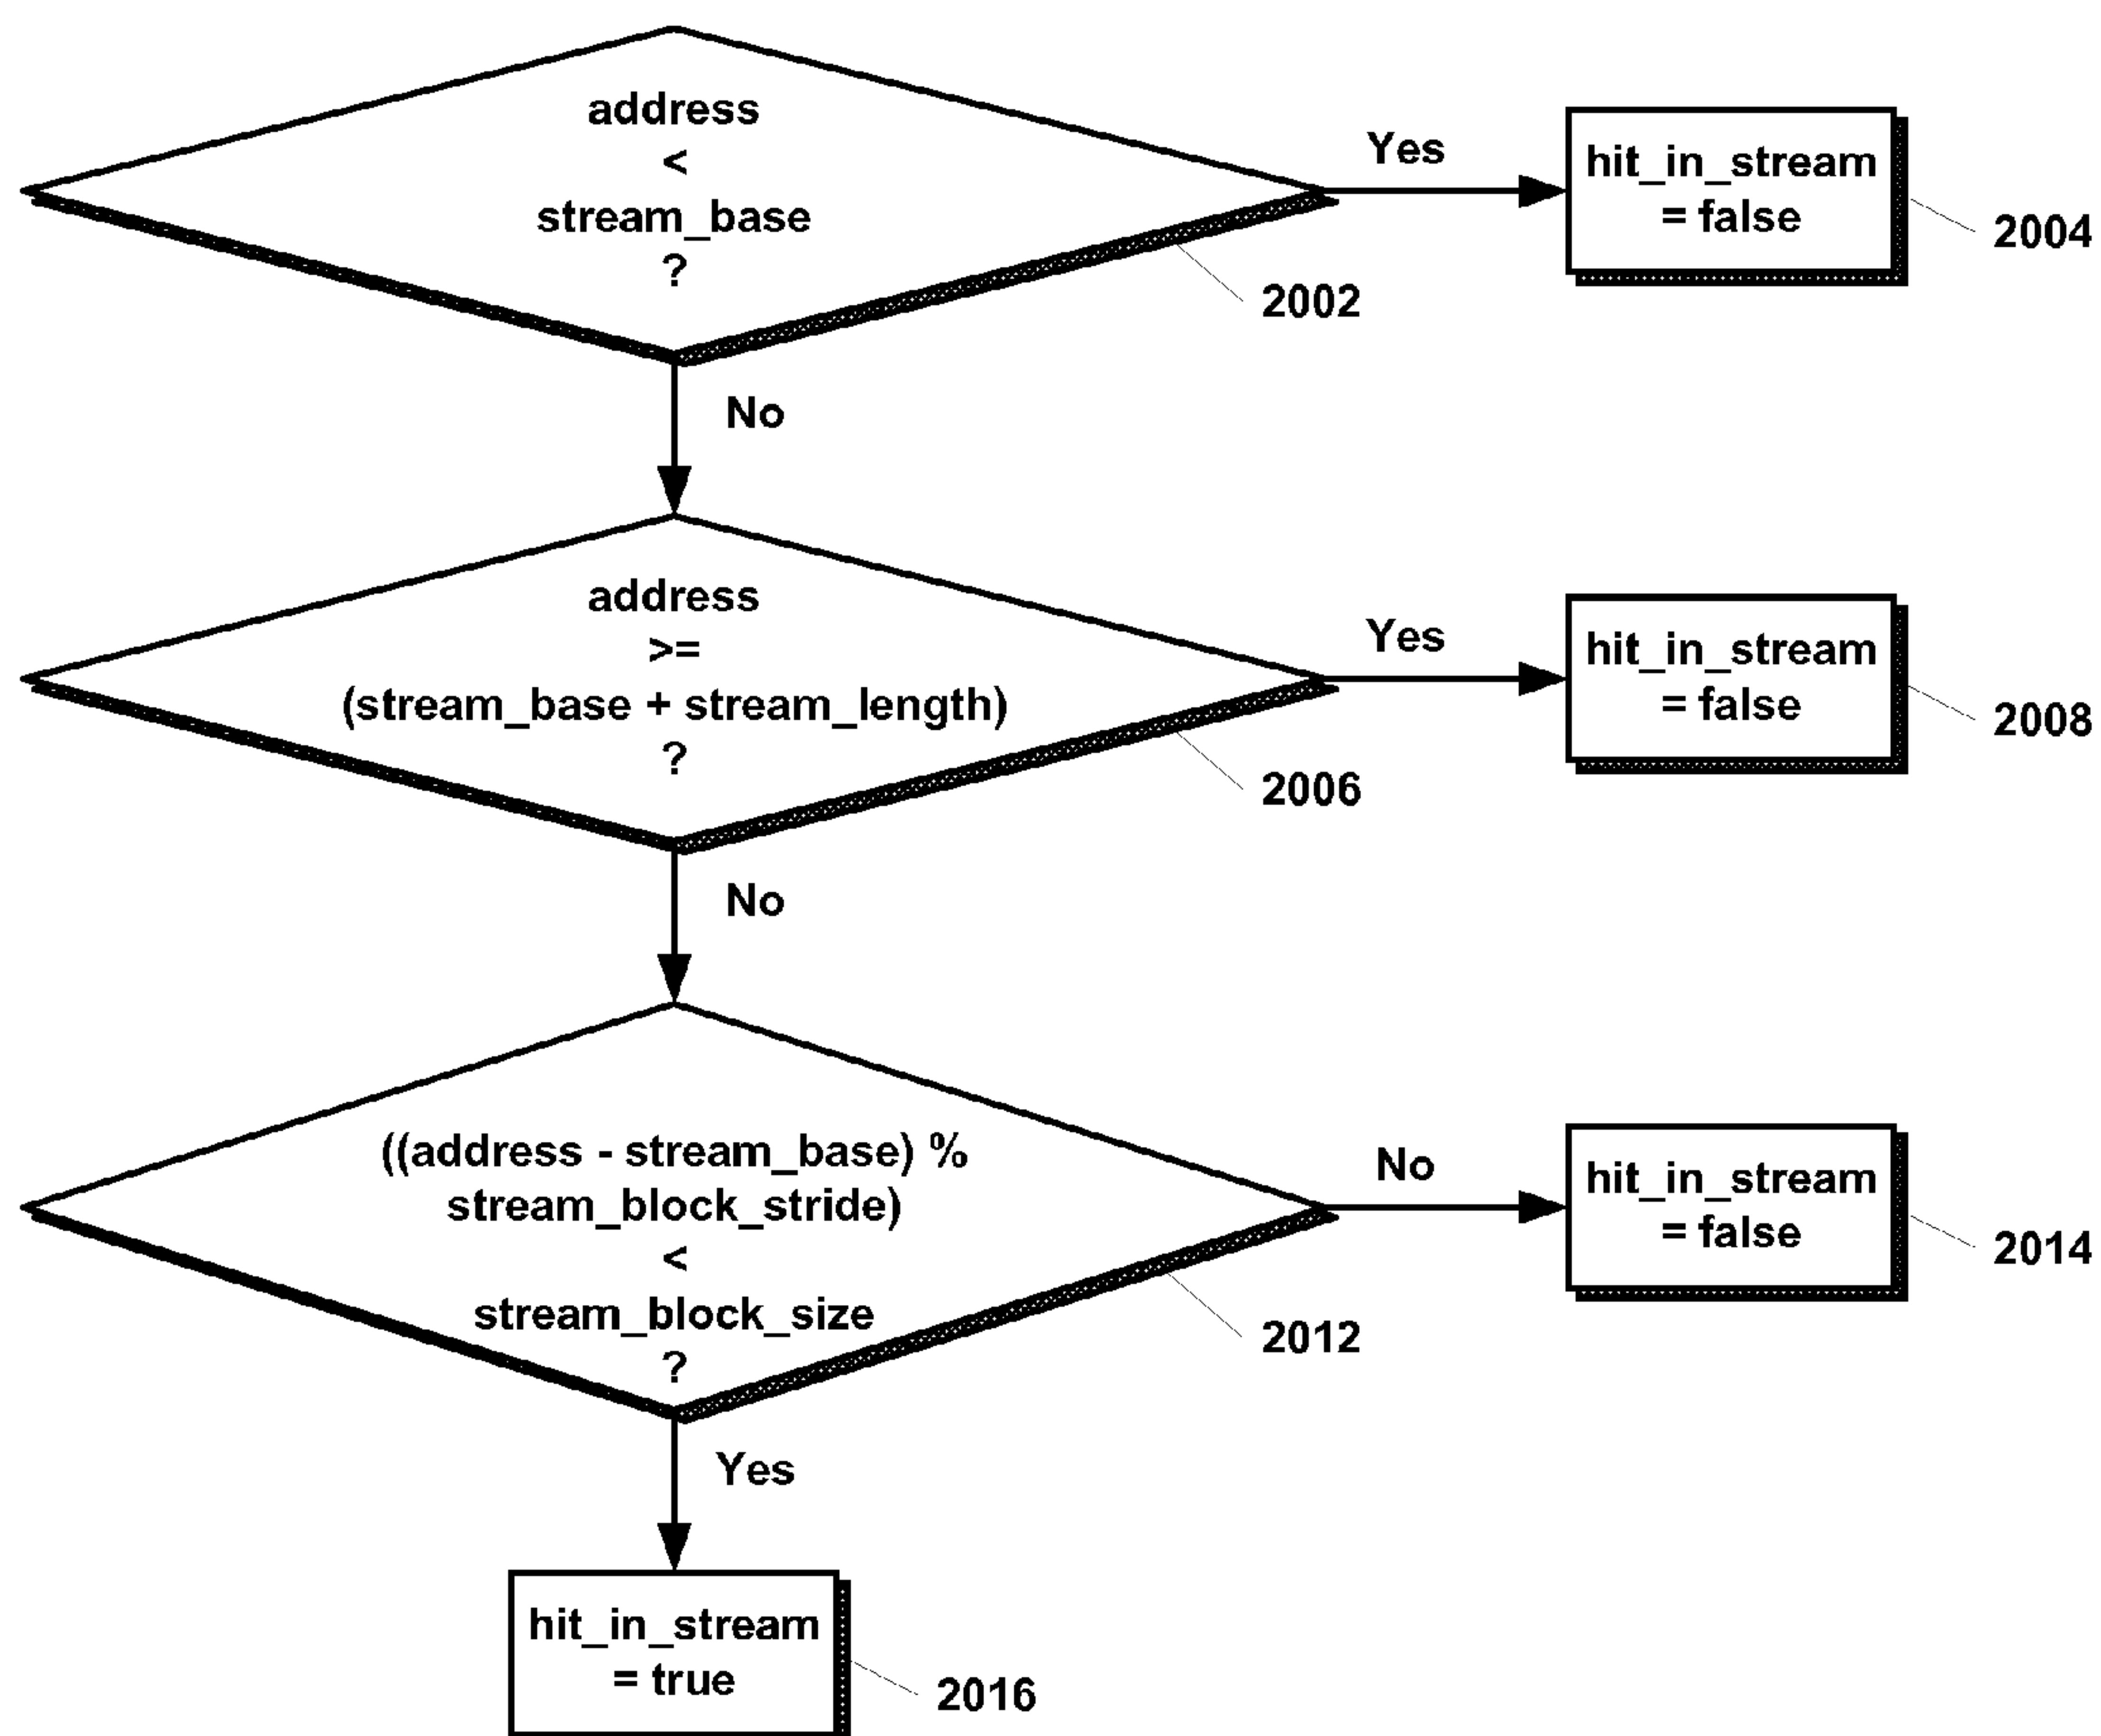 address
<
stream_base
?
Yes
hit_in_stream
= false
2004
2002
No
address
>=
(stream_base + stream_length)
?
Yes
hit_in_stream
= false
2008
2006
No
((address - stream_base) %
stream_block_stride)
<
stream_block_size
?
No
hit_in_stream
= false
2014
2012
Yes
hit_in_stream
= true
2016